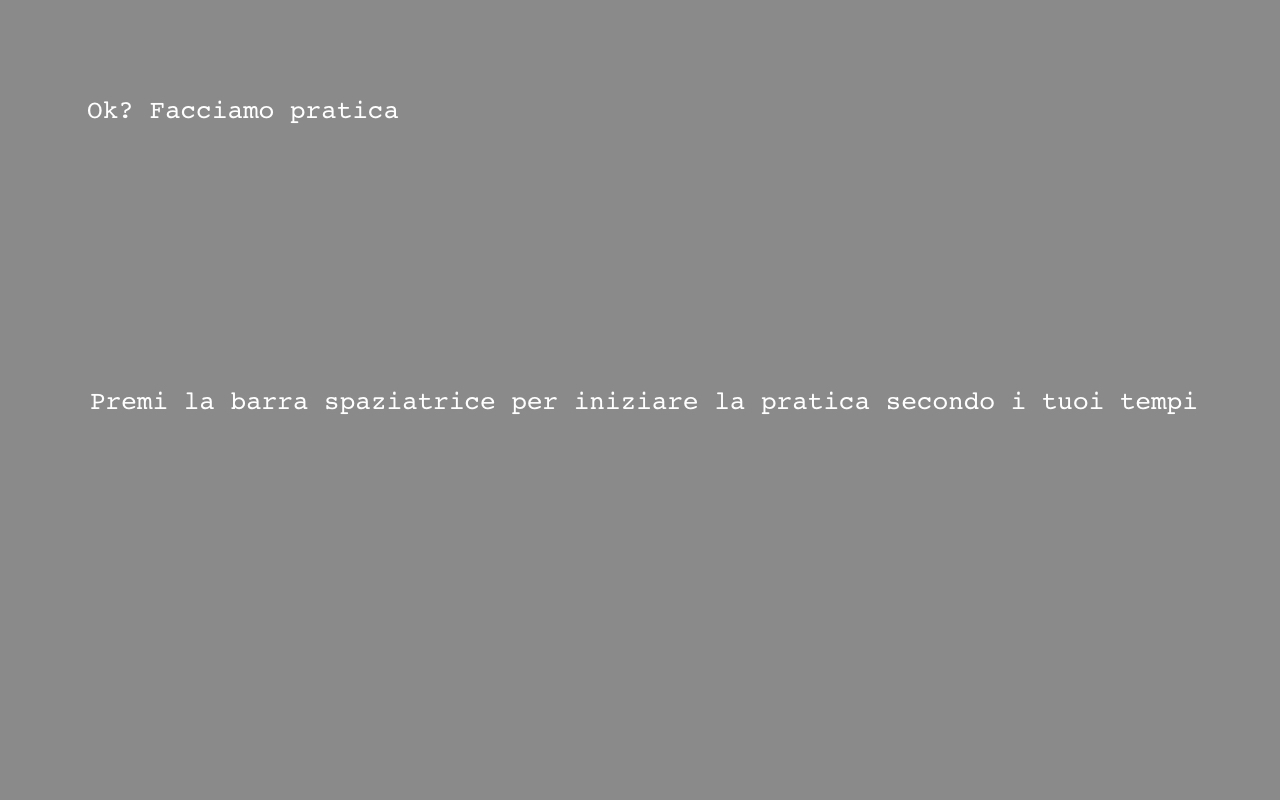 Ok? Facciamo pratica
Premi la barra spaziatrice per iniziare la pratica secondo i tuoi tempi